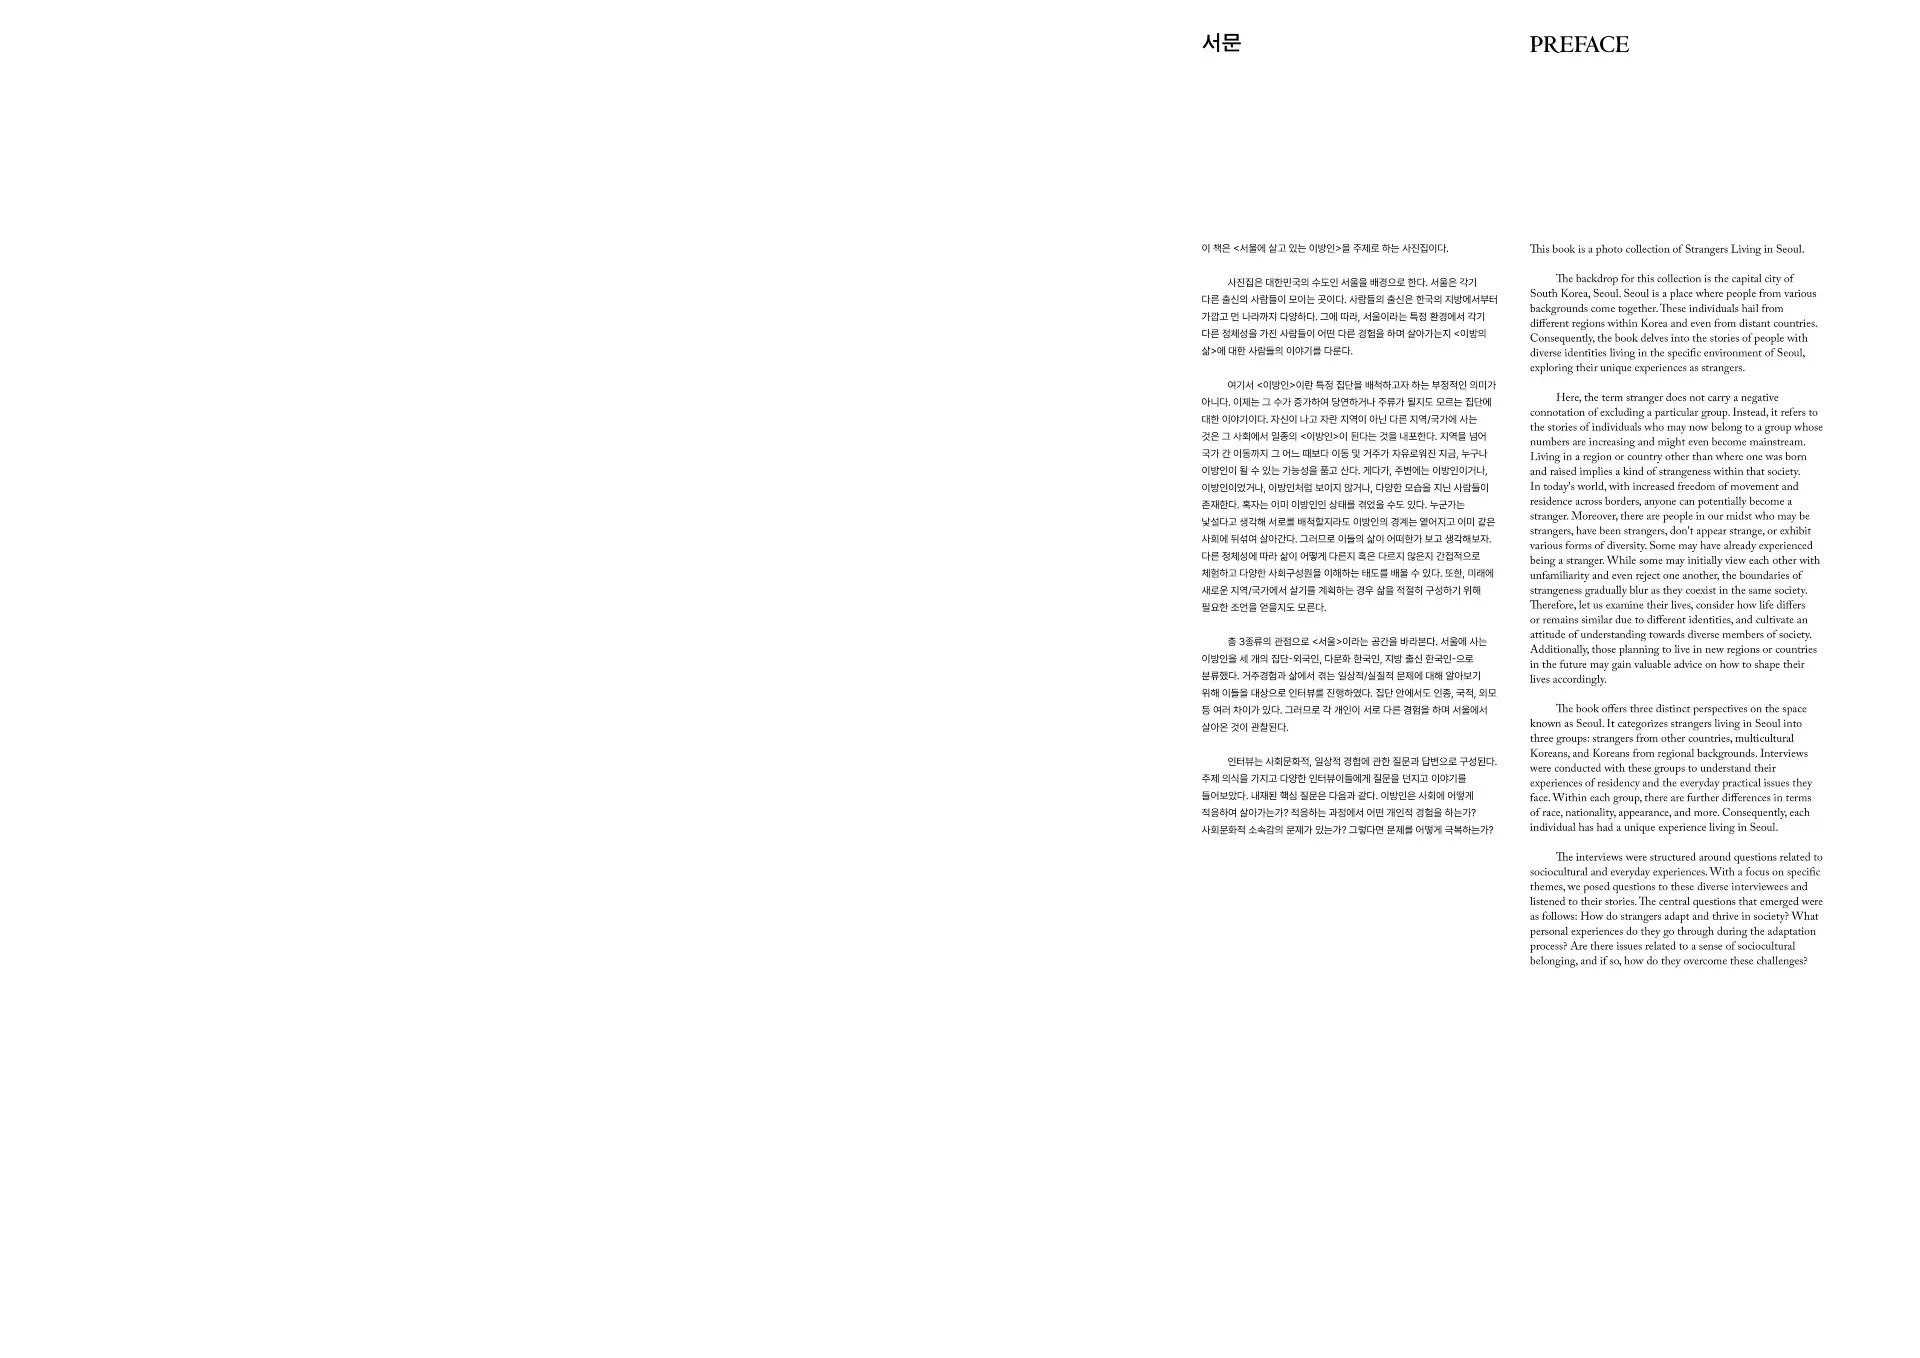 서문
이 책은 <서울에 살고 있는 이방인>을 주제로 하는 사진집이다.
사진집은 대한민국의 수도인 서울을 배경으로 한다. 서울은 각기
다른 출신의 사람들이 모이는 곳이다. 사람들의 출신은 한국의 지방에서부터
가깝고 먼 나라까지 다양하다. 그에 따라, 서울이라는 특정 환경에서 각기
다른 정체성을 가진 사람들이 어떤 다른 경험을 하며 살아가는지 <이방의
삶>에 대한 사람들의 이야기를 다룬다.
여기서 <이방인>이란 특정 집단을 배척하고자 하는 부정적인 의미가
아니다. 이제는 그 수가 증가하여 당연하거나 주류가 될지도 모르는 집단에
대한 이야기이다. 자신이 나고 자란 지역이 아닌 다른 지역/국가에 사는
것은 그 사회에서 일종의 <이방인>이 된다는 것을 내포한다. 지역을 넘어
국가 간 이동까지 그 어느 때보다 이동 및 거주가 자유로워진 지금, 누구나
이방인이 될 수 있는 가능성을 품고 산다. 게다가, 주변에는 이방인이거나,
이방인이었거나, 이방인처럼 보이지 않거나, 다양한 모습을 지닌 사람들이
존재한다. 혹자는 이미 이방인인 상태를 겪었을 수도 있다. 누군가는
낯설다고 생각해 서로를 배척할지라도 이방인의 경계는 옅어지고 이미 같은
사회에 뒤섞여 살아간다. 그러므로 이들의 삶이 어떠한가 보고 생각해보자.
다른 정체성에 따라 삶이 어떻게 다른지 혹은 다르지 않은지 간접적으로
체험하고 다양한 사회구성원을 이해하는 태도를 배울 수 있다. 또한, 미래에
새로운 지역/국가에서 살기를 계획하는 경우 삶을 적절히 구성하기 위해
필요한 조언을 얻을지도 모른다.
총 3종류의 관점으로 <서울>이라는 공간을 바라본다. 서울에 사는
이방인을 세 개의 집단-외국인, 다문화 한국인, 지방 출신 한국인-으로
분류했다. 거주경험과 삶에서 겪는 일상적/실질적 문제에 대해 알아보기
위해 이들을 대상으로 인터뷰를 진행하였다. 집단 안에서도 인종, 국적, 외모
등 여러 차이가 있다. 그러므로 각 개인이 서로 다른 경험을 하며 서울에서
살아온 것이 관찰된다.
인터뷰는 사회문화적, 일상적 경험에 관한 질문과 답변으로 구성된다.
주제 의식을 가지고 다양한 인터뷰이들에게 질문을 던지고 이야기를
들어보았다. 내재된 핵심 질문은 다음과 같다. 이방인은 사회에 어떻게
적응하여 살아가는가? 적응하는 과정에서 어떤 개인적 경험을 하는가?
사회문화적 소속감의 문제가 있는가? 그렇다면 문제를 어떻게 극복하는가?
PREFACE
This book is a photo collection of Strangers Living in Seoul.
The backdrop for this collection is the capital city of
South Korea, Seoul. Seoul is a place where people from various
backgrounds come together. These individuals hail from
different regions within Korea and even from distant countries.
Consequently, the book delves into the stories of people with
diverse identities living in the specific environment of Seoul,
exploring their unique experiences as strangers.
Here, the term stranger does not carry a negative
connotation of excluding a particular group. Instead, it refers to
the stories of individuals who may now belong to a group whose
numbers are increasing and might even become mainstream.
Living in a region or country other than where one was born
and raised implies a kind of strangeness within that society.
In today's world, with increased freedom of movement and
residence across borders, anyone can potentially become a
stranger. Moreover, there are people in our midst who may be
strangers, have been strangers, don't appear strange, or exhibit
various forms of diversity. Some may have already experienced
being a stranger. While some may initially view each other with
unfamiliarity and even reject one another, the boundaries of
strangeness gradually blur as they coexist in the same society.
Therefore, let us examine their lives, consider how life differs
or remains similar due to different identities, and cultivate an
attitude of understanding towards diverse members of society.
Additionally, those planning to live in new regions or countries
in the future may gain valuable advice on how to shape their
lives accordingly.
The book offers three distinct perspectives on the space
known as Seoul. It categorizes strangers living in Seoul into
three groups: strangers from other countries, multicultural
Koreans, and Koreans from regional backgrounds. Interviews
were conducted with these groups to understand their
experiences of residency and the everyday practical issues they
face. Within each group, there are further differences in terms
of race, nationality, appearance, and more. Consequently, each
individual has had a unique experience living in Seoul.
The interviews were structured around questions related to
sociocultural and everyday experiences. With a focus on specific
themes, we posed questions to these diverse interviewees and
listened to their stories. The central questions that emerged were
as follows: How do strangers adapt and thrive in society? What
personal experiences do they go through during the adaptation
process? Are there issues related to a sense of sociocultural
belonging, and if so, how do they overcome these challenges?